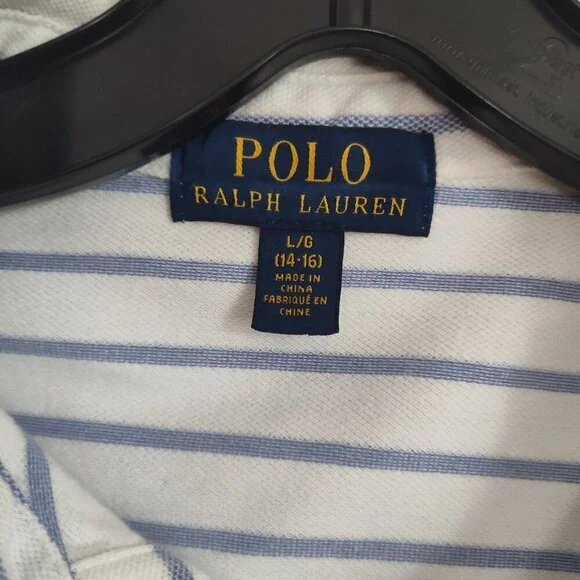 POLO
RALPH LAUREN
L/G
(14-16)
MADE IN
CHINA
FABRIQUÉ EN
CHINE